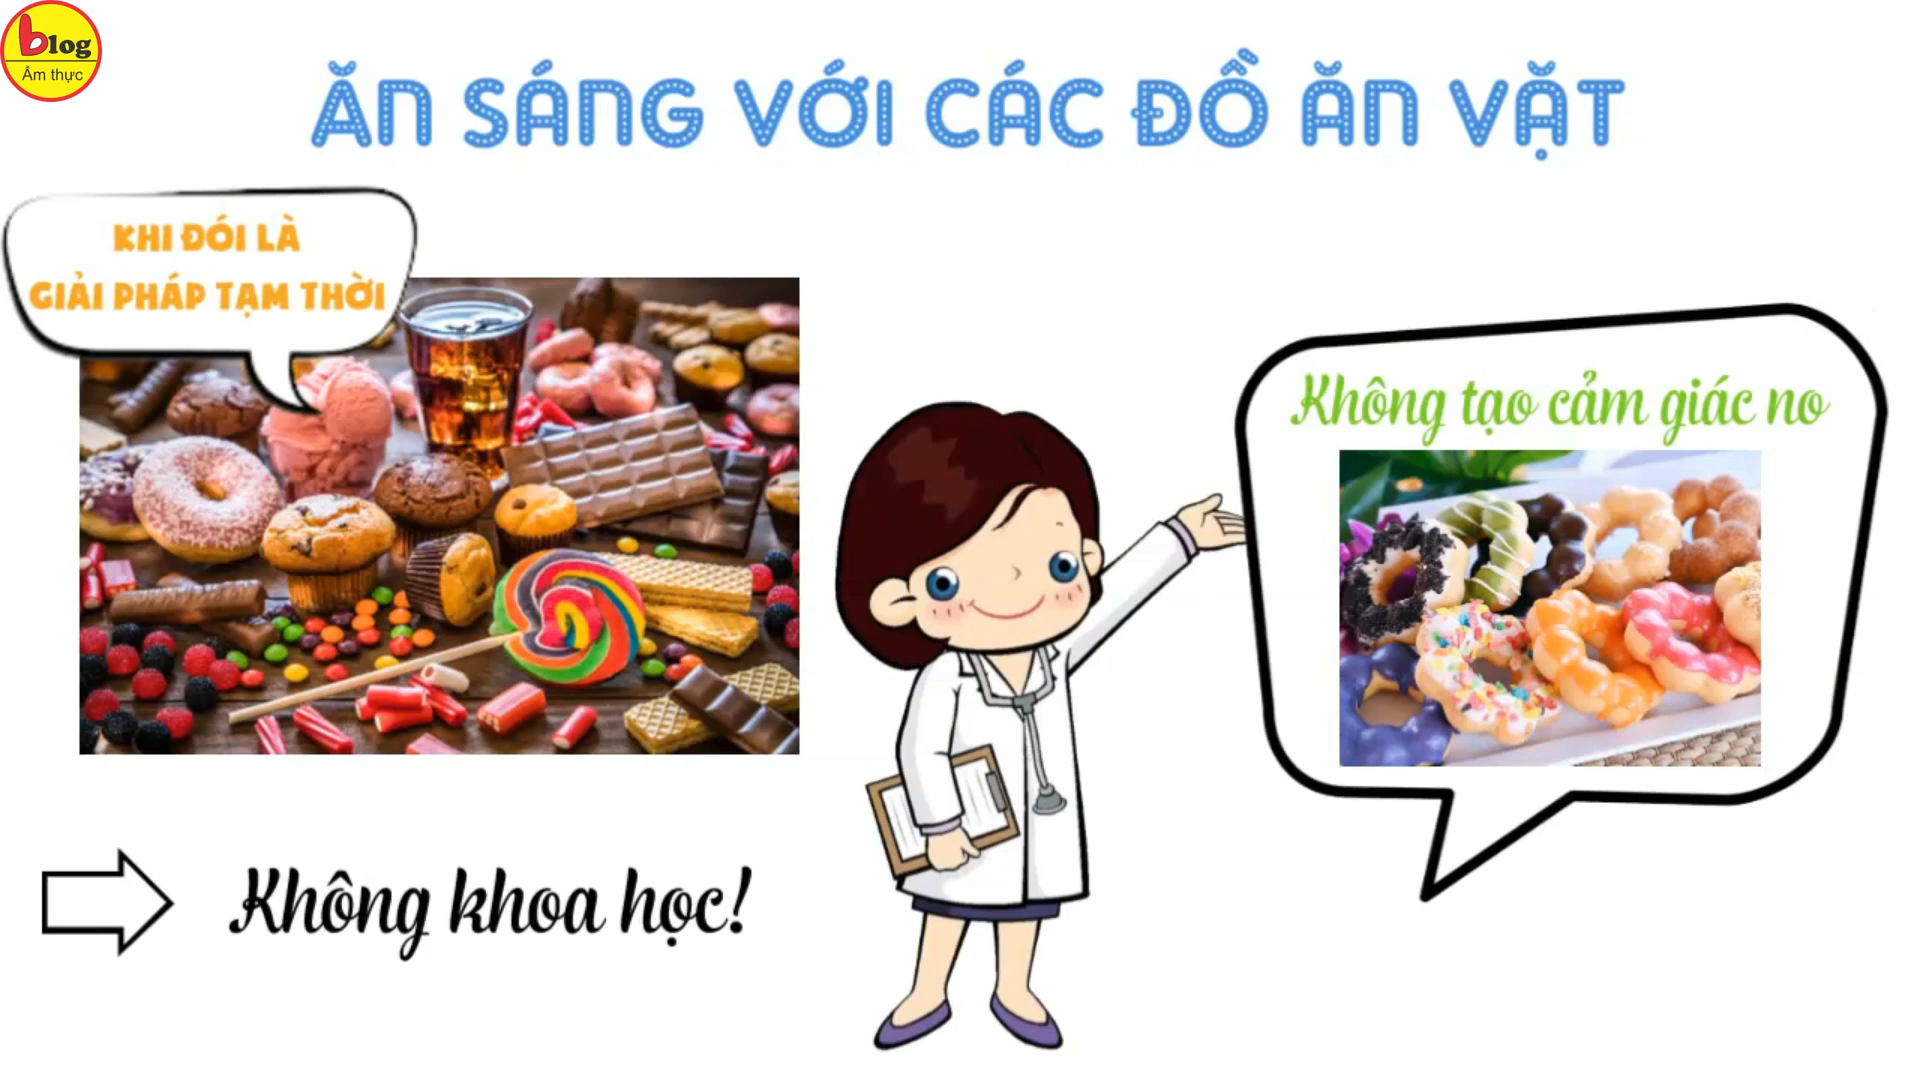 blog
Ẩm thực
ĂN SÁNG VỚI CÁC ĐỒ ĂN VẶT
KHI ĐÓI LÀ
GIẢI PHÁP TẠM THỜI
Không tạo cảm giác no
Không khoa học!